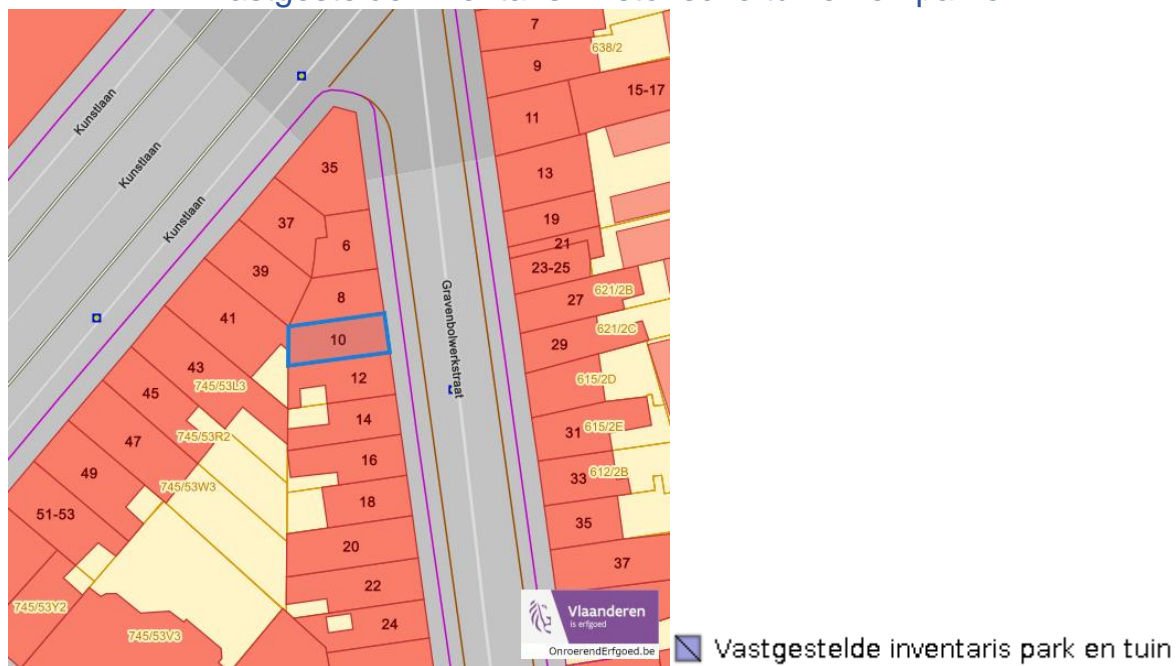 7
638/2
9
15-17
11
Kunstlaan
Kunstlaan
Kunstlaan
35
13
37
19
6
21
39
23-25
8
27
621/2B
41
Gravenbolwerkstraat
10
621/2C
29
43
12
745/53L3
615/2D
45
14
31
615/2E
47
745/53R2
16
49
33
612/2B
745/53W3
18
51-53
35
20
37
22
745/53Y2
24
745/53V3
Vlaanderen
is erfgoed
OnroerendErfgoed.be
Vastgestelde inventaris park en tuin